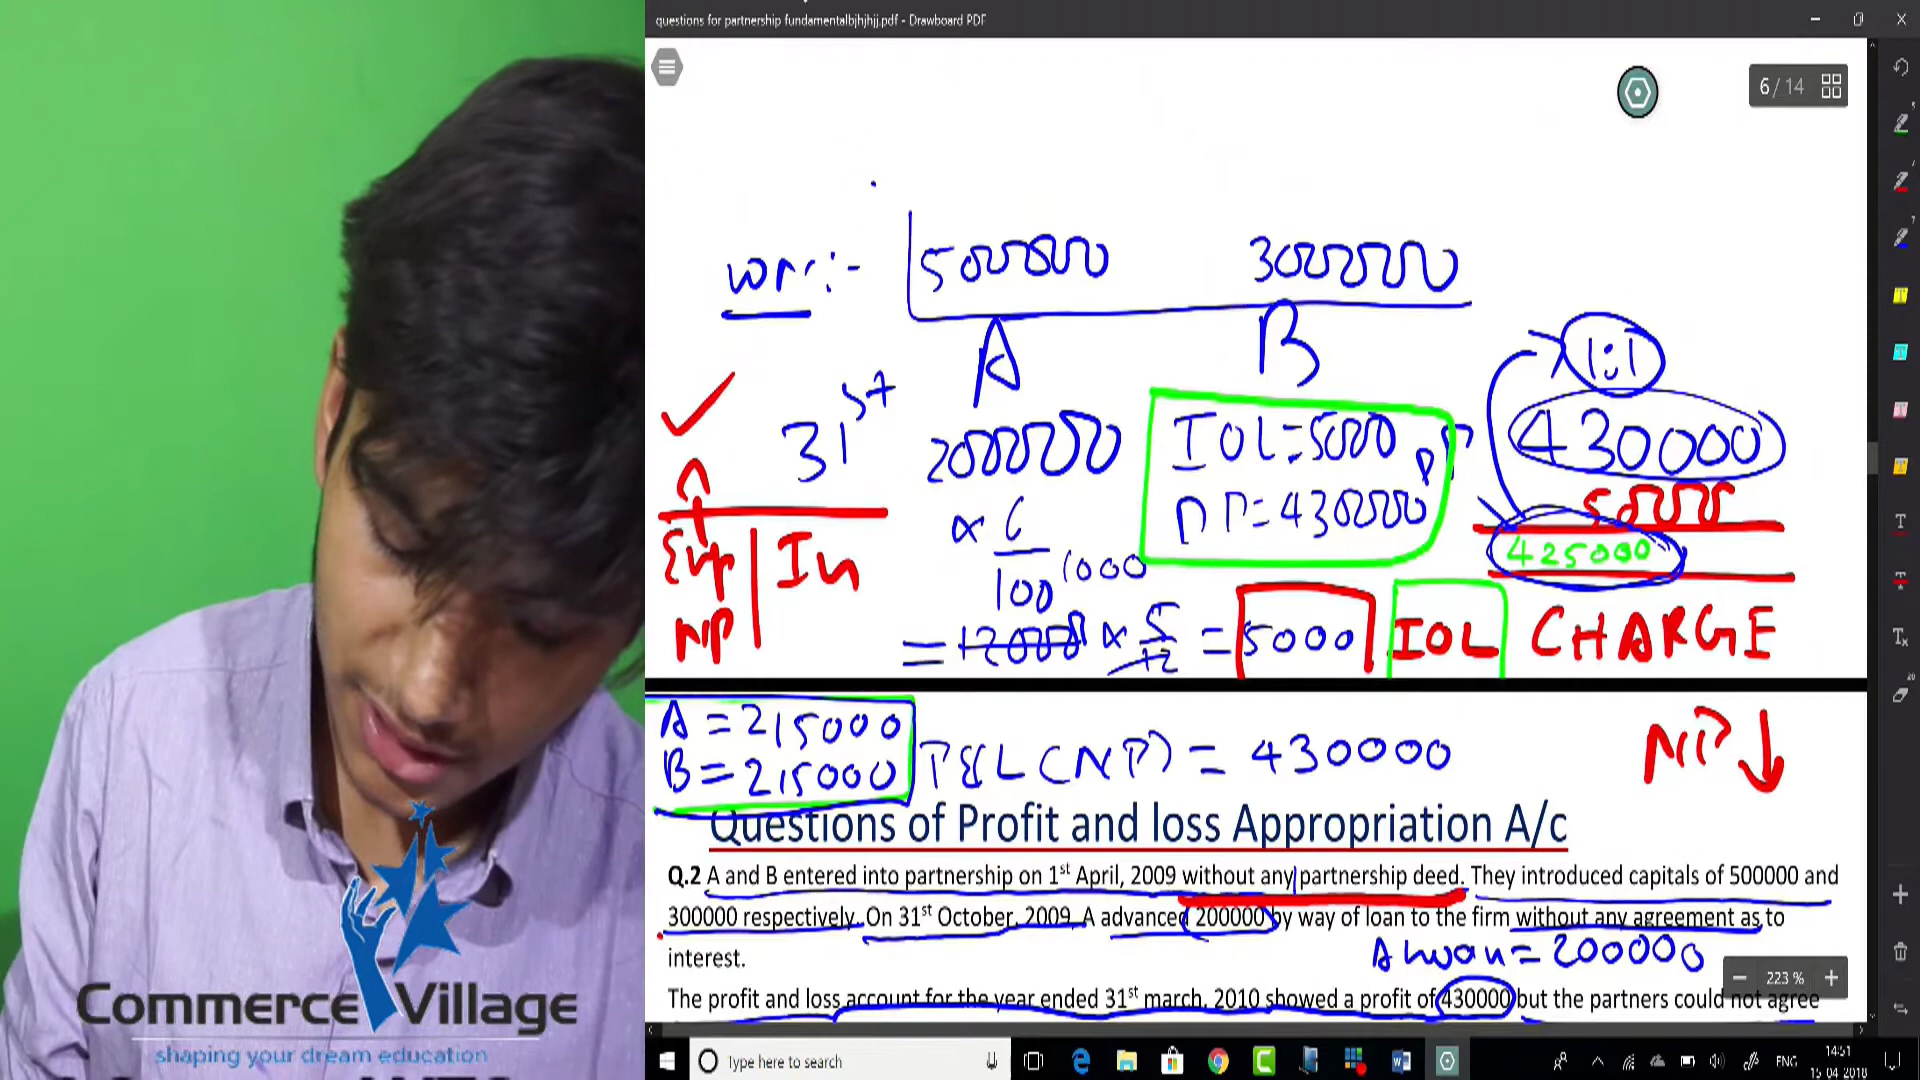 questions for partnership fundamentalbjhjhjj.pdf - Drawboard PDF
6 / 14
500000 300000
A B
1:1
31st 200000
IOL=5000
430000
5000
× 6/100
425000
Exp In
NP
1000
= 12000 × 5/12 = 5000 IOL CHARGE
A = 215000
B = 215000
P&L (NP) = 430000
NP ↓
Questions of Profit and loss Appropriation A/c
Q.2 A and B entered into partnership on 1st April, 2009 without any partnership deed. They introduced capitals of 500000 and
300000 respectively. On 31st October, 2009, A advanced 200000 by way of loan to the firm without any agreement as to
interest.
A loan = 200000
223 %
The profit and loss account for the year ended 31st march, 2010 showed a profit of 430000 but the partners could not agree
Commerce Village
shaping your dream education
Type here to search
ENG
14:51
15-04-2018